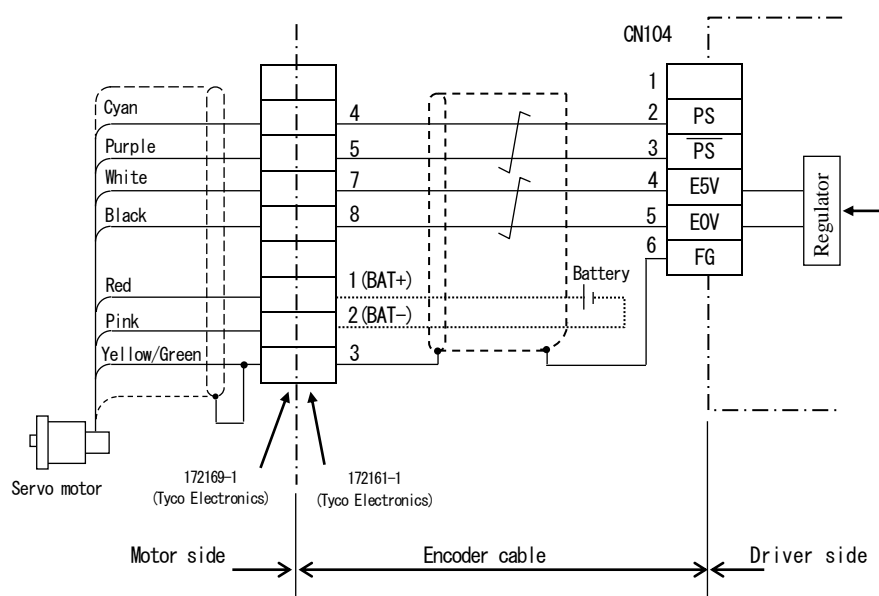 CN104
1
Cyan
4
2
PS
Purple
5
3
PS
White
7
4
E5V
Black
8
5
E0V
6
FG
Regulator
Red
1(BAT+)
Battery
Pink
2(BAT-)
Yellow/Green
3
Servo motor
172169-1
(Tyco Electronics)
172161-1
(Tyco Electronics)
Motor side
Encoder cable
Driver side